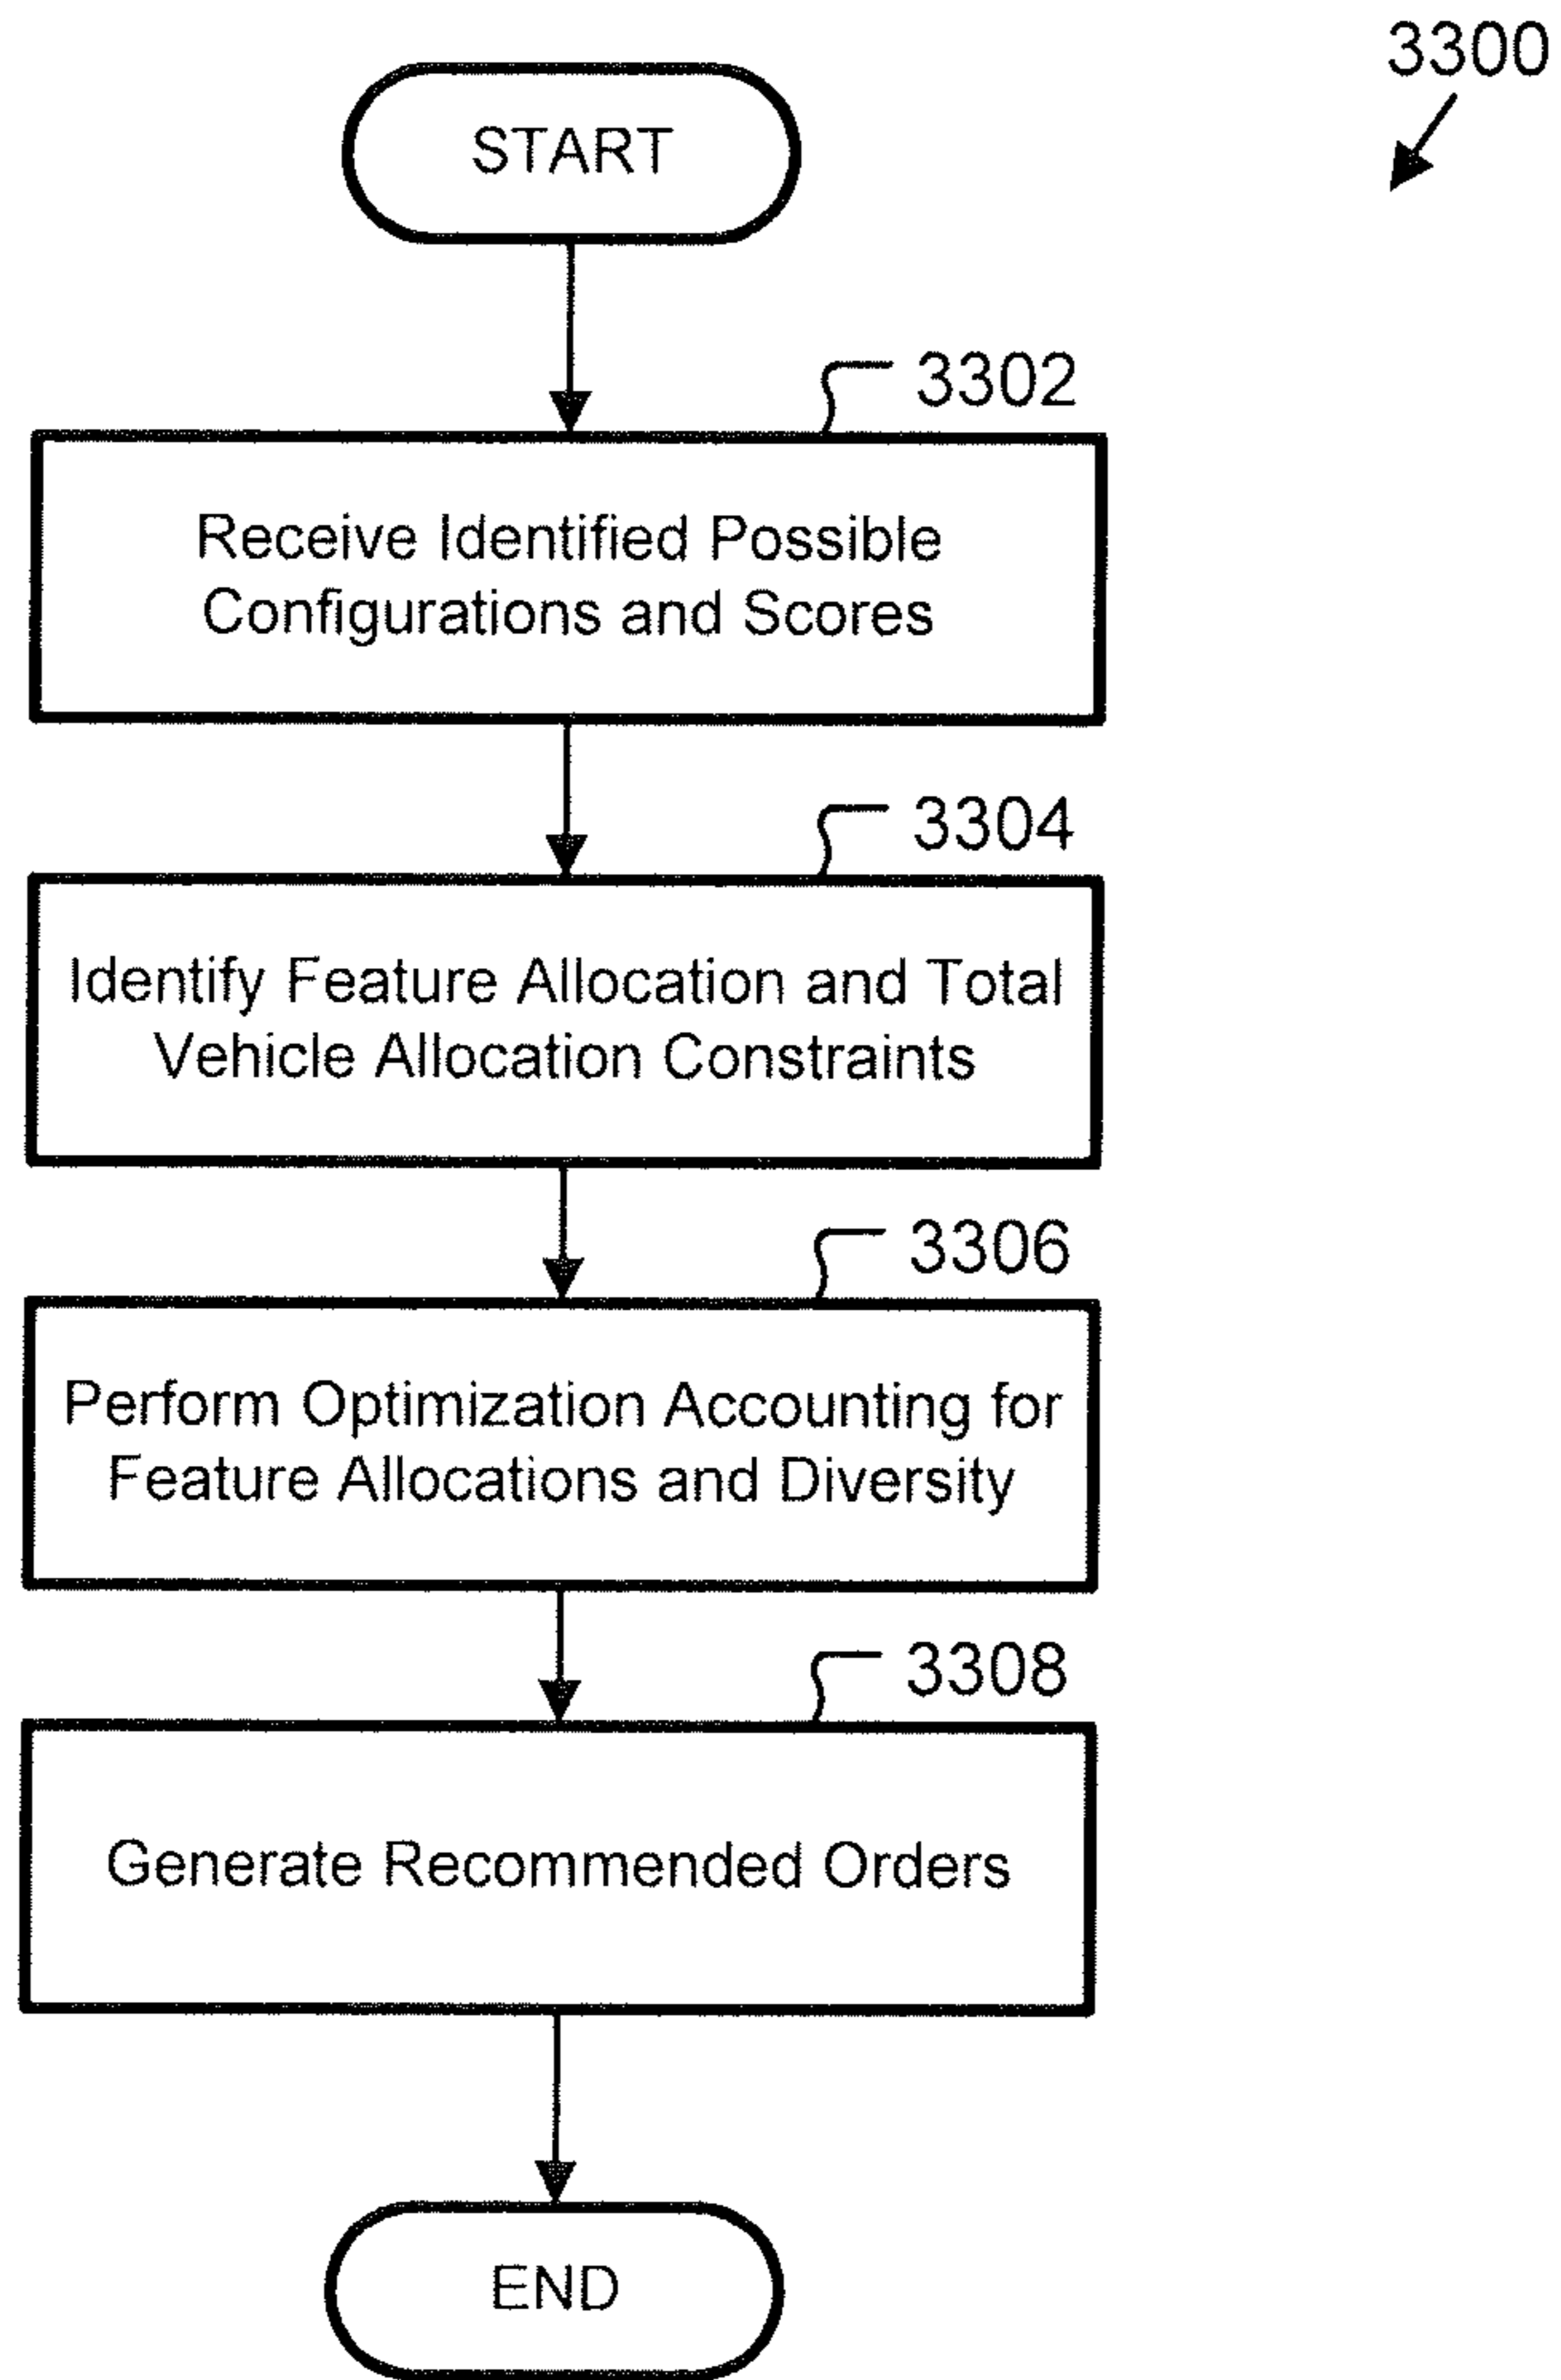 3300
START
3302
Receive Identified Possible
Configurations and Scores
3304
Identify Feature Allocation and Total
Vehicle Allocation Constraints
3306
Perform Optimization Accounting for
Feature Allocations and Diversity
3308
Generate Recommended Orders
END